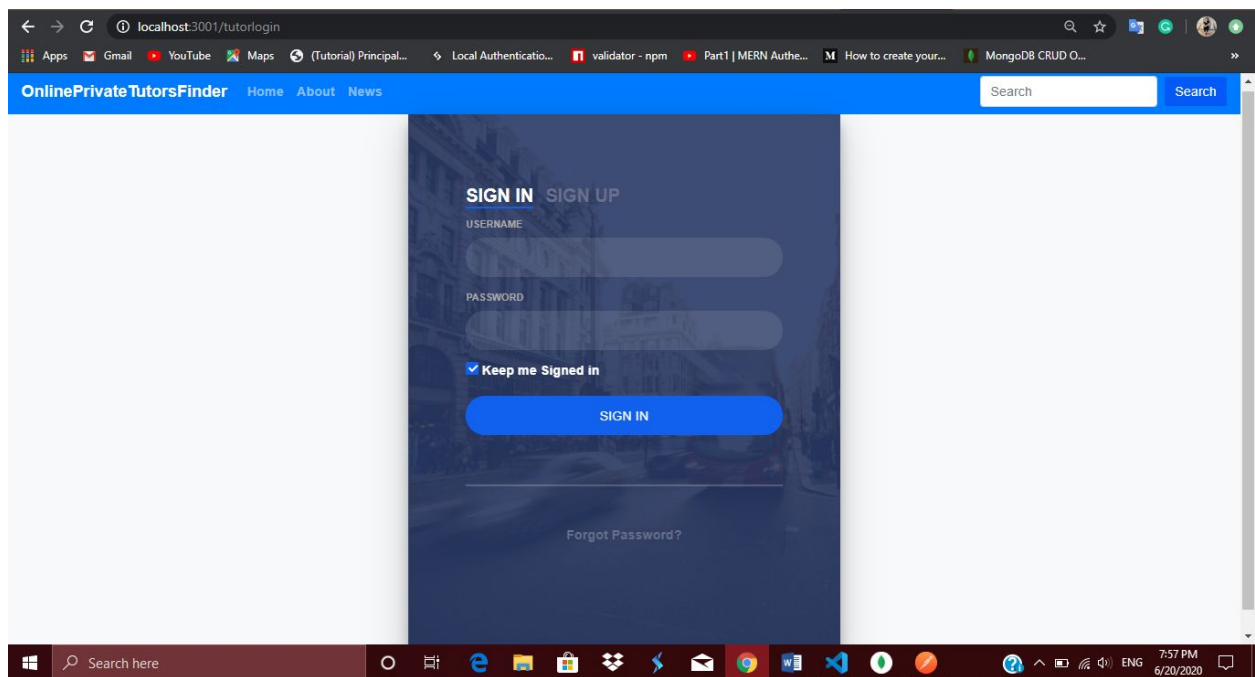 localhost:3001/tutorlogin
Apps Gmail YouTube Maps (Tutorial) Principal... Local Authenticatio... validator - npm Part1 | MERN Authe... How to create your... MongoDB CRUD O... »
OnlinePrivateTutorsFinder Home About News Search Search
SIGN IN SIGN UP
USERNAME
PASSWORD
Keep me Signed in
SIGN IN
Forgot Password?
Search here ENG 7:57 PM
6/20/2020